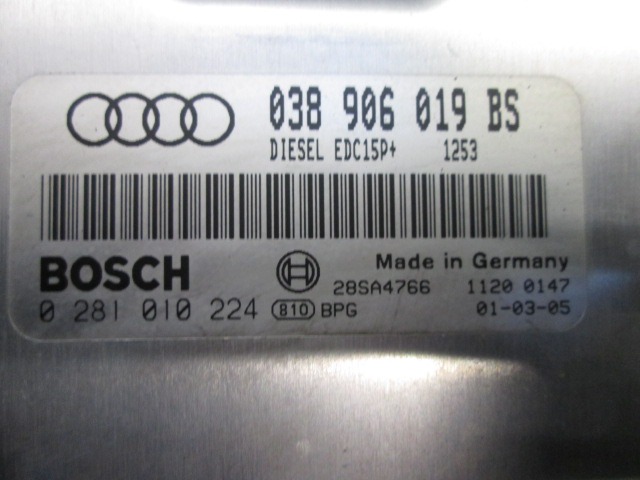 038 906 019 BS
DIESEL EDC15P+ 1253
BOSCH
Made in Germany
28SA4766 1120 0147
0 281 010 224 810 BPG 01-03-05